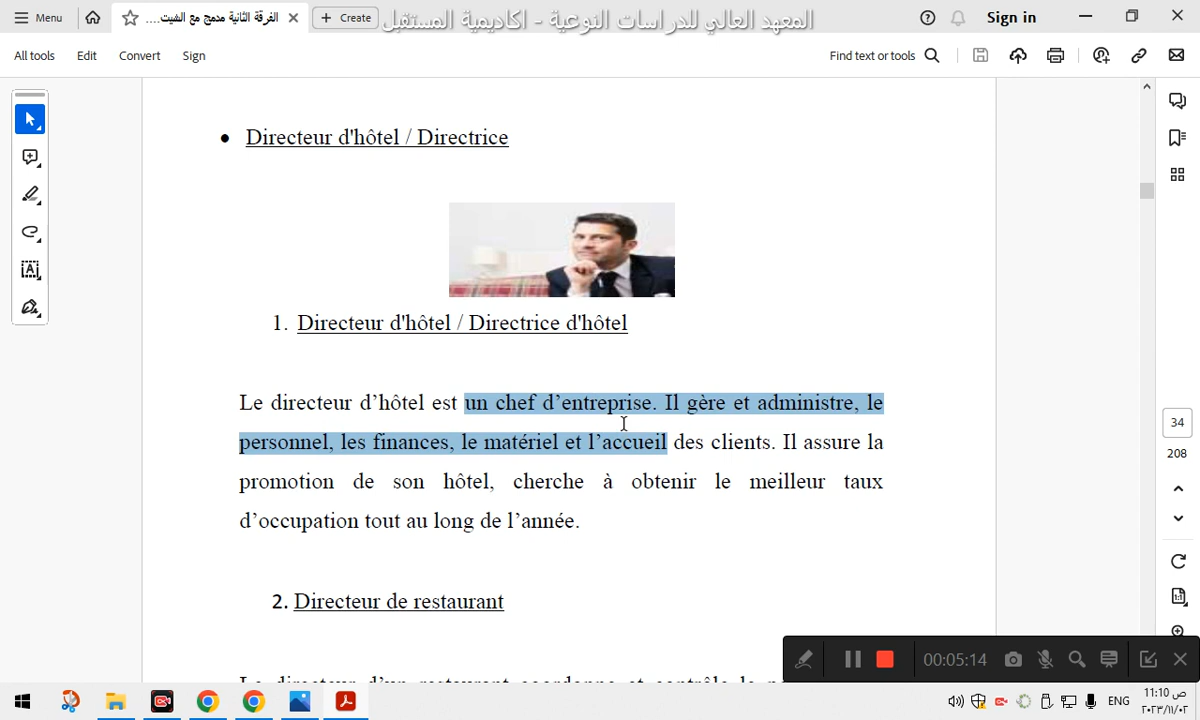 Menu
الفرقة الثانية مدمج مع الشيت....
Create
المعهد العالي للدراسات النوعية - اكاديمية المستقبل
Sign in
All tools Edit Convert Sign
Find text or tools
• Directeur d'hôtel / Directrice
1. Directeur d'hôtel / Directrice d'hôtel
Le directeur d’hôtel est un chef d’entreprise. Il gère et administre, le
personnel, les finances, le matériel et l’accueil des clients. Il assure la
promotion de son hôtel, cherche à obtenir le meilleur taux
d’occupation tout au long de l’année.
2. Directeur de restaurant
34
208
00:05:14
ENG
11:10 ص
٢٠٢٣/١١/٠٢